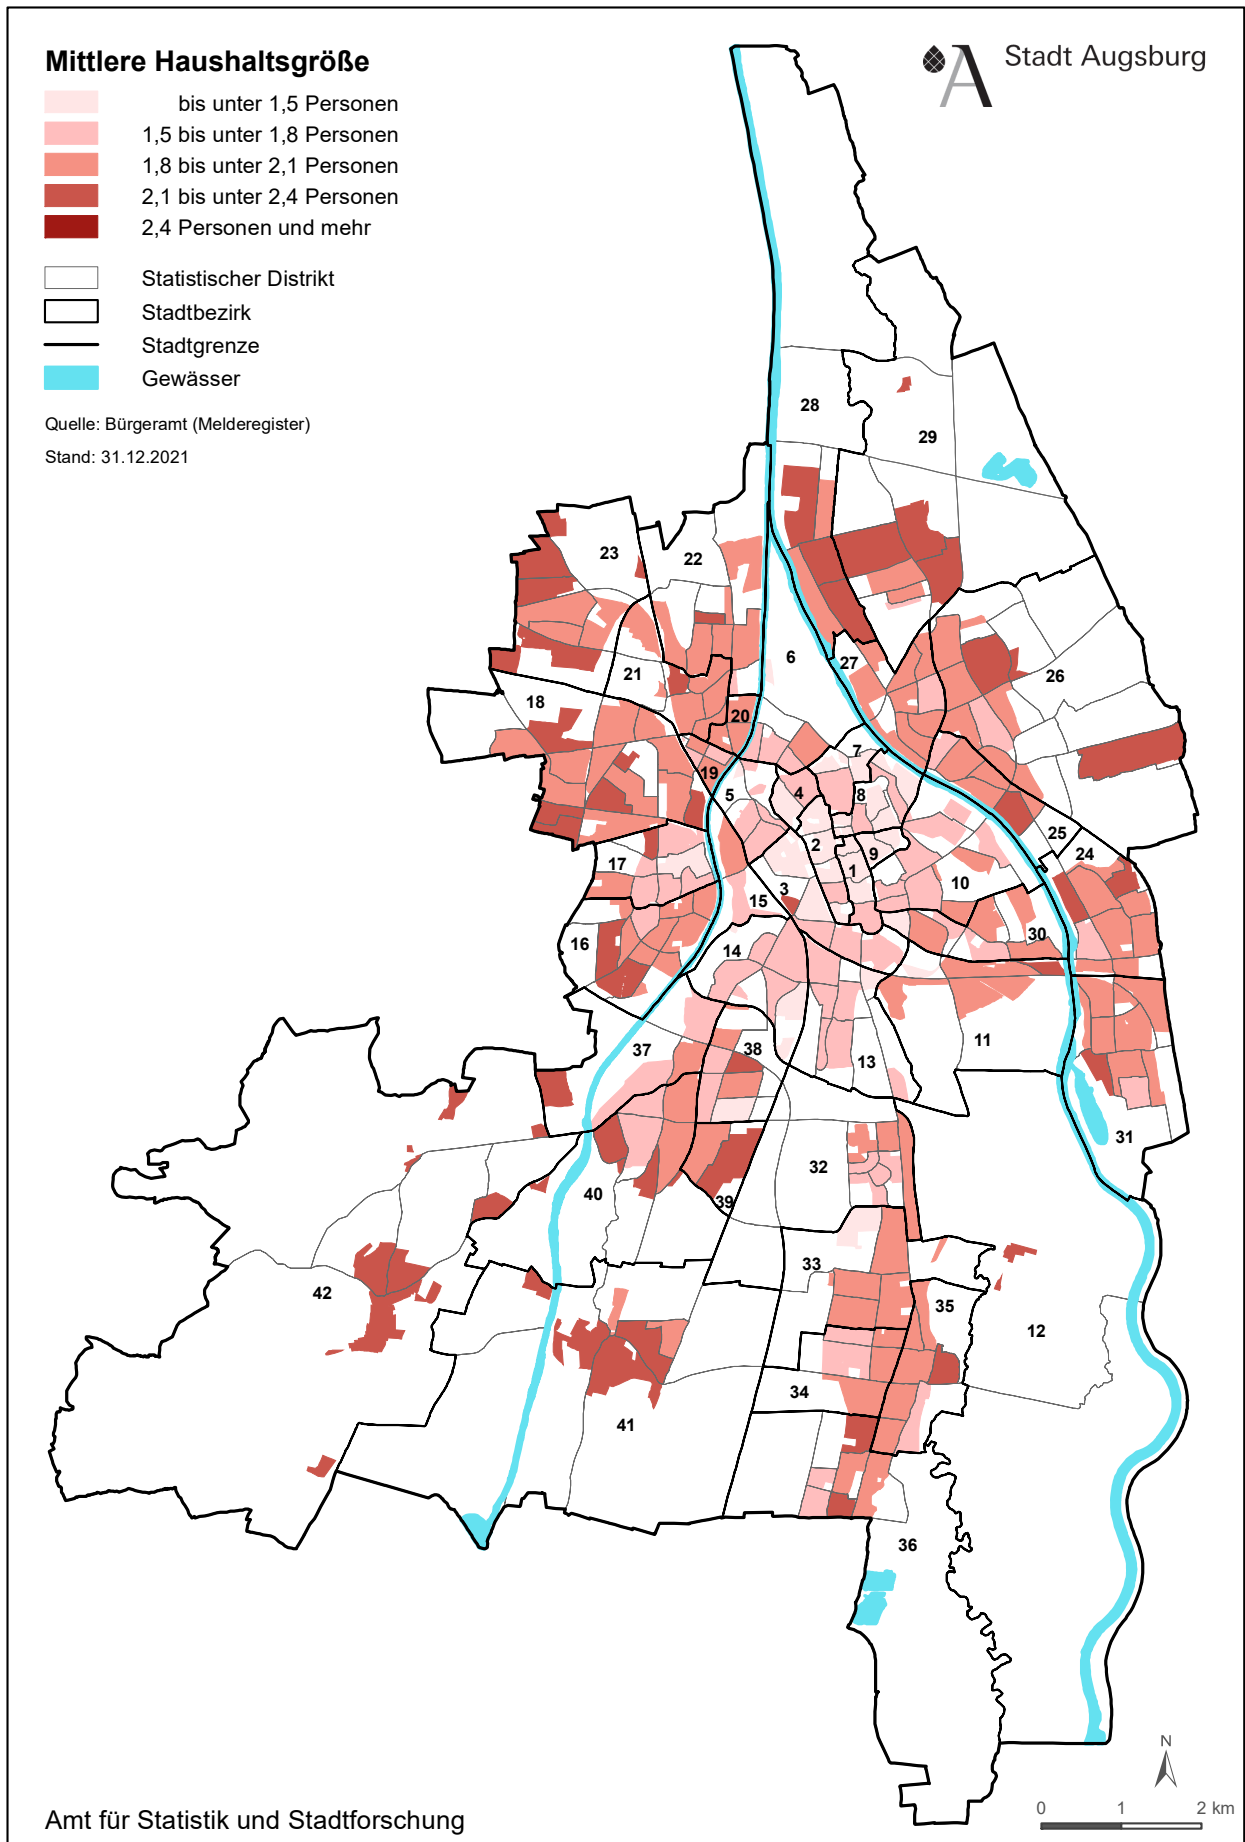 Mittlere Haushaltsgröße
bis unter 1,5 Personen
1,5 bis unter 1,8 Personen
1,8 bis unter 2,1 Personen
2,1 bis unter 2,4 Personen
2,4 Personen und mehr
Statistischer Distrikt
Stadtbezirk
Stadtgrenze
Gewässer
Quelle: Bürgeramt (Melderegister)
Stand: 31.12.2021
A Stadt Augsburg
28
29
23
22
6
27
21
26
18
20
7
19
5
4
8
2
9
25
24
17
1
3
10
15
16
14
30
37
38
13
11
31
32
40
39
33
42
35
12
34
41
36
N
0 1 2 km
Amt für Statistik und Stadtforschung